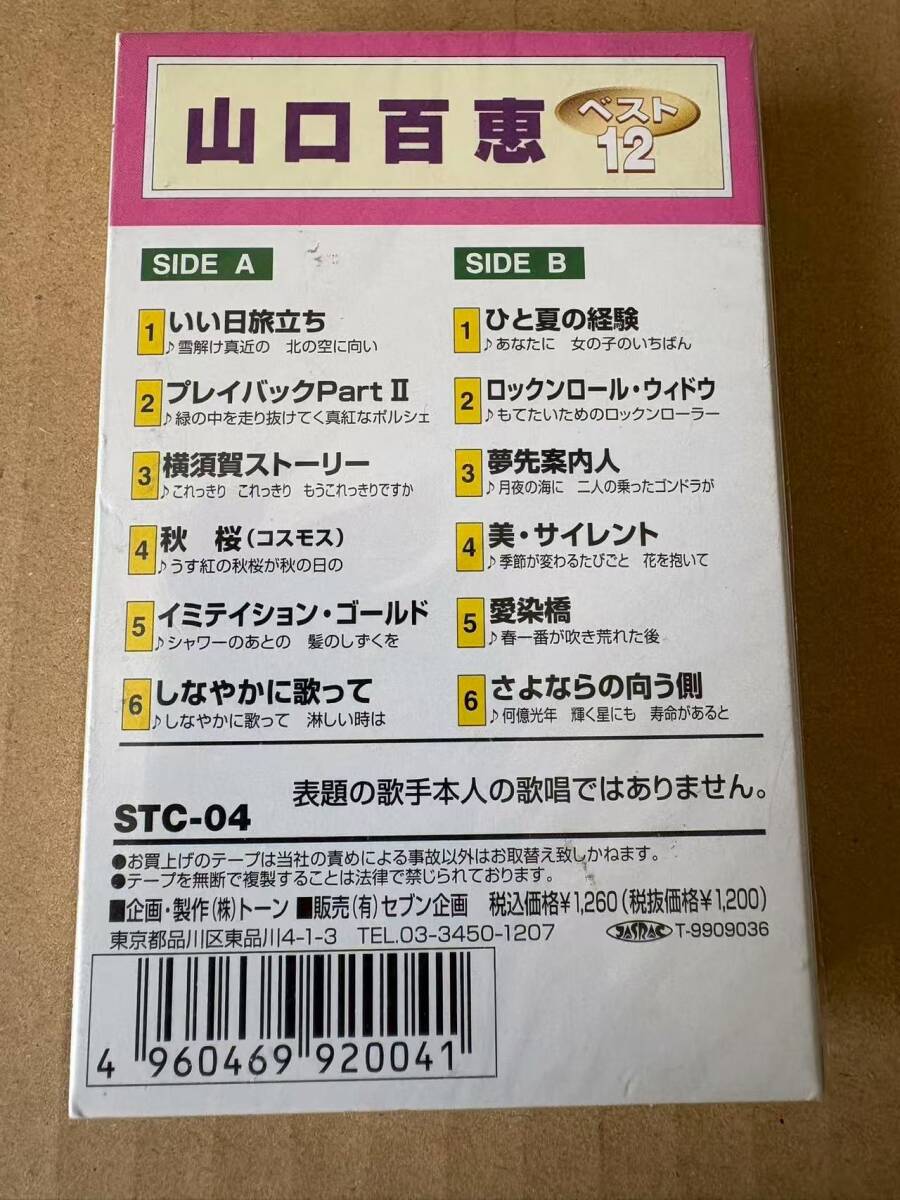 山口百恵
ベスト
12
SIDE A
1 いい日旅立ち
♪雪解け真近の 北の空に向い
2 プレイバックPart Ⅱ
♪緑の中を走り抜けてく真紅なポルシェ
3 横須賀ストーリー
♪これっきり これっきり もうこれっきりですか
4 秋 桜(コスモス)
♪うす紅の秋桜が秋の日の
5 イミテイション・ゴールド
♪シャワーのあとの 髪のしずくを
6 しなやかに歌って
♪しなやかに歌って 淋しい時は
SIDE B
1 ひと夏の経験
♪あなたに 女の子のいちばん
2 ロックンロール・ウィドウ
♪もてたいためのロックンローラー
3 夢先案内人
♪月夜の海に 二人の乗ったゴンドラが
4 美・サイレント
♪季節が変わるたびごと 花を抱いて
5 愛染橋
♪春一番が吹き荒れた後
6 さよならの向う側
♪何億光年 輝く星にも 寿命があると
表題の歌手本人の歌唱ではありません。
STC-04
●お買上げのテープは当社の責めによる事故以外はお取替え致しかねます。
●テープを無断で複製することは法律で禁じられております。
■企画・製作(株)トーン ■販売(有)セブン企画 税込価格¥1,260(税抜価格¥1,200)
東京都品川区東品川4-1-3 TEL.03-3450-1207 JASRAC T-9909036
4 960469 920041